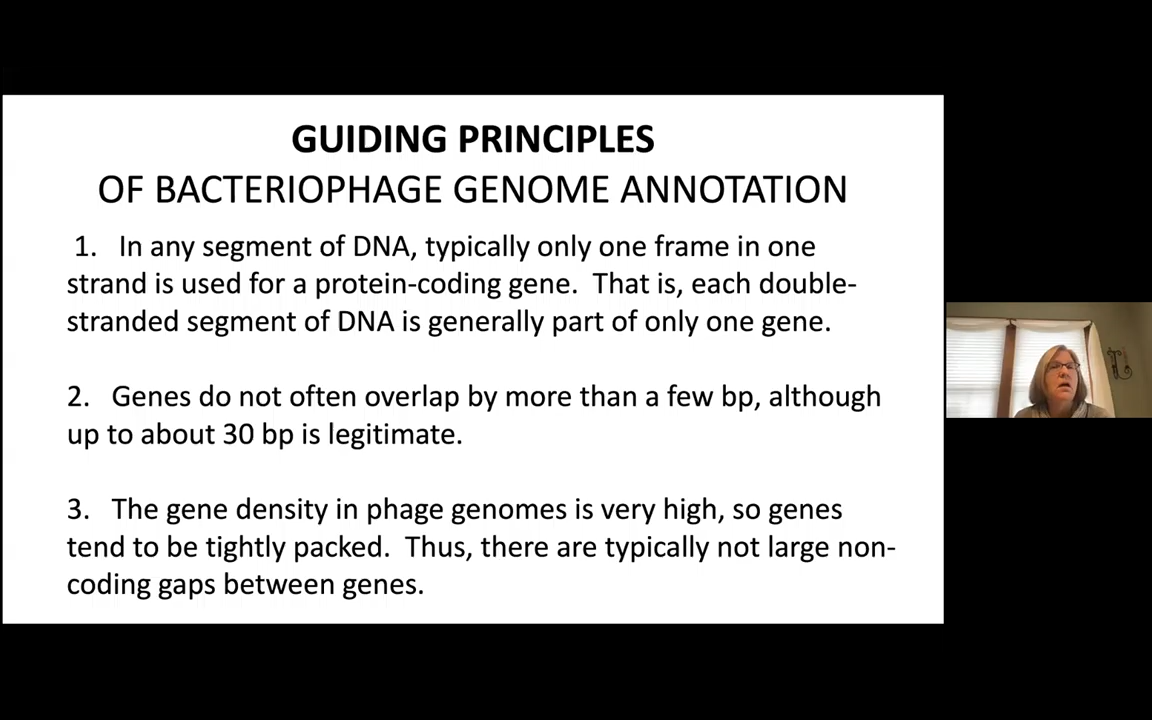 GUIDING PRINCIPLES
OF BACTERIOPHAGE GENOME ANNOTATION
1. In any segment of DNA, typically only one frame in one
strand is used for a protein-coding gene. That is, each double-
stranded segment of DNA is generally part of only one gene.
2. Genes do not often overlap by more than a few bp, although
up to about 30 bp is legitimate.
3. The gene density in phage genomes is very high, so genes
tend to be tightly packed. Thus, there are typically not large non-
coding gaps between genes.